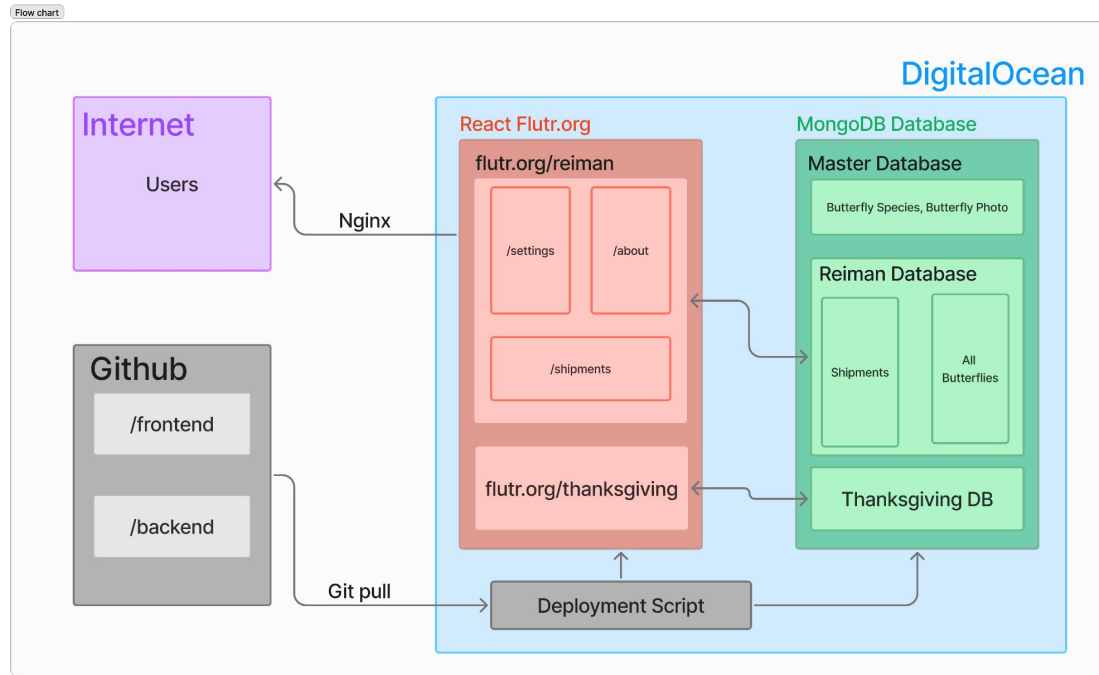 Flow chart
DigitalOcean
Internet
Users
Nginx
React Flutr.org
flutr.org/reiman
/settings
/about
/shipments
flutr.org/thanksgiving
MongoDB Database
Master Database
Butterfly Species, Butterfly Photo
Reiman Database
Shipments
All
Butterflies
Thanksgiving DB
Github
/frontend
/backend
Git pull
Deployment Script